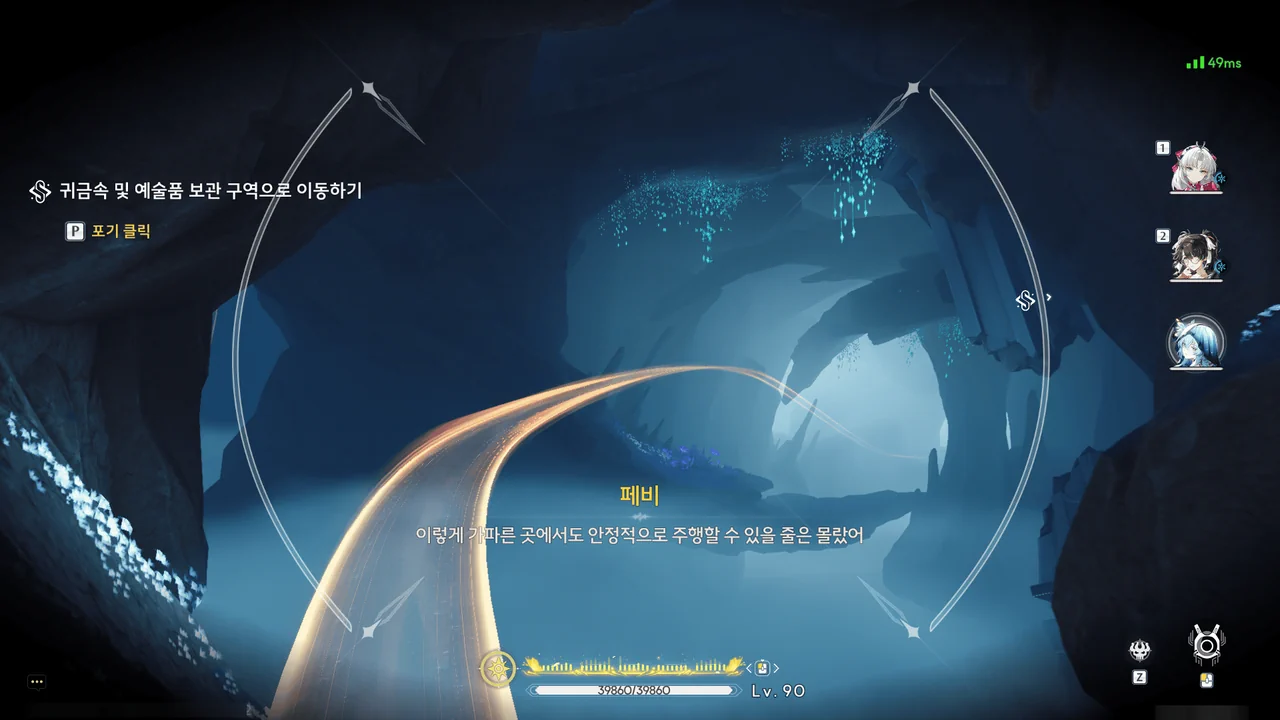 49ms
귀금속 및 예술품 보관 구역으로 이동하기
P 포기 클릭
1
2
페비
이렇게 가파른 곳에서도 안정적으로 주행할 수 있을 줄은 몰랐어
39860/39860
Lv. 90
Z